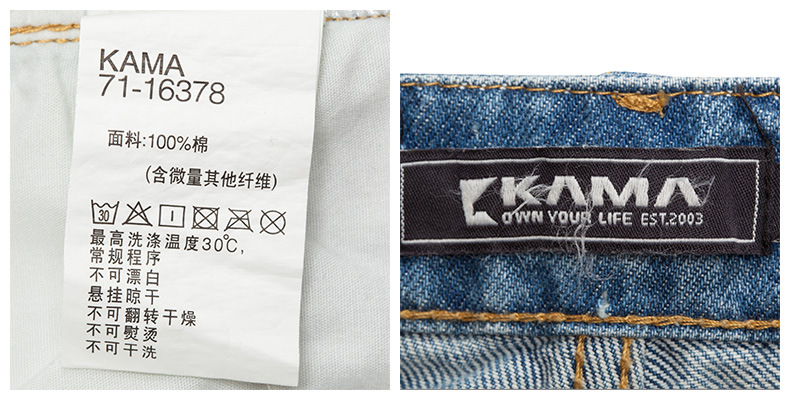 KAMA
71-16378
面料:100%棉
(含微量其他纤维)
30
最高洗涤温度30℃,
常规程序
不可漂白
悬挂晾干
不可翻转干燥
不可熨烫
不可干洗
KAMA
OWN YOUR LIFE EST.2003